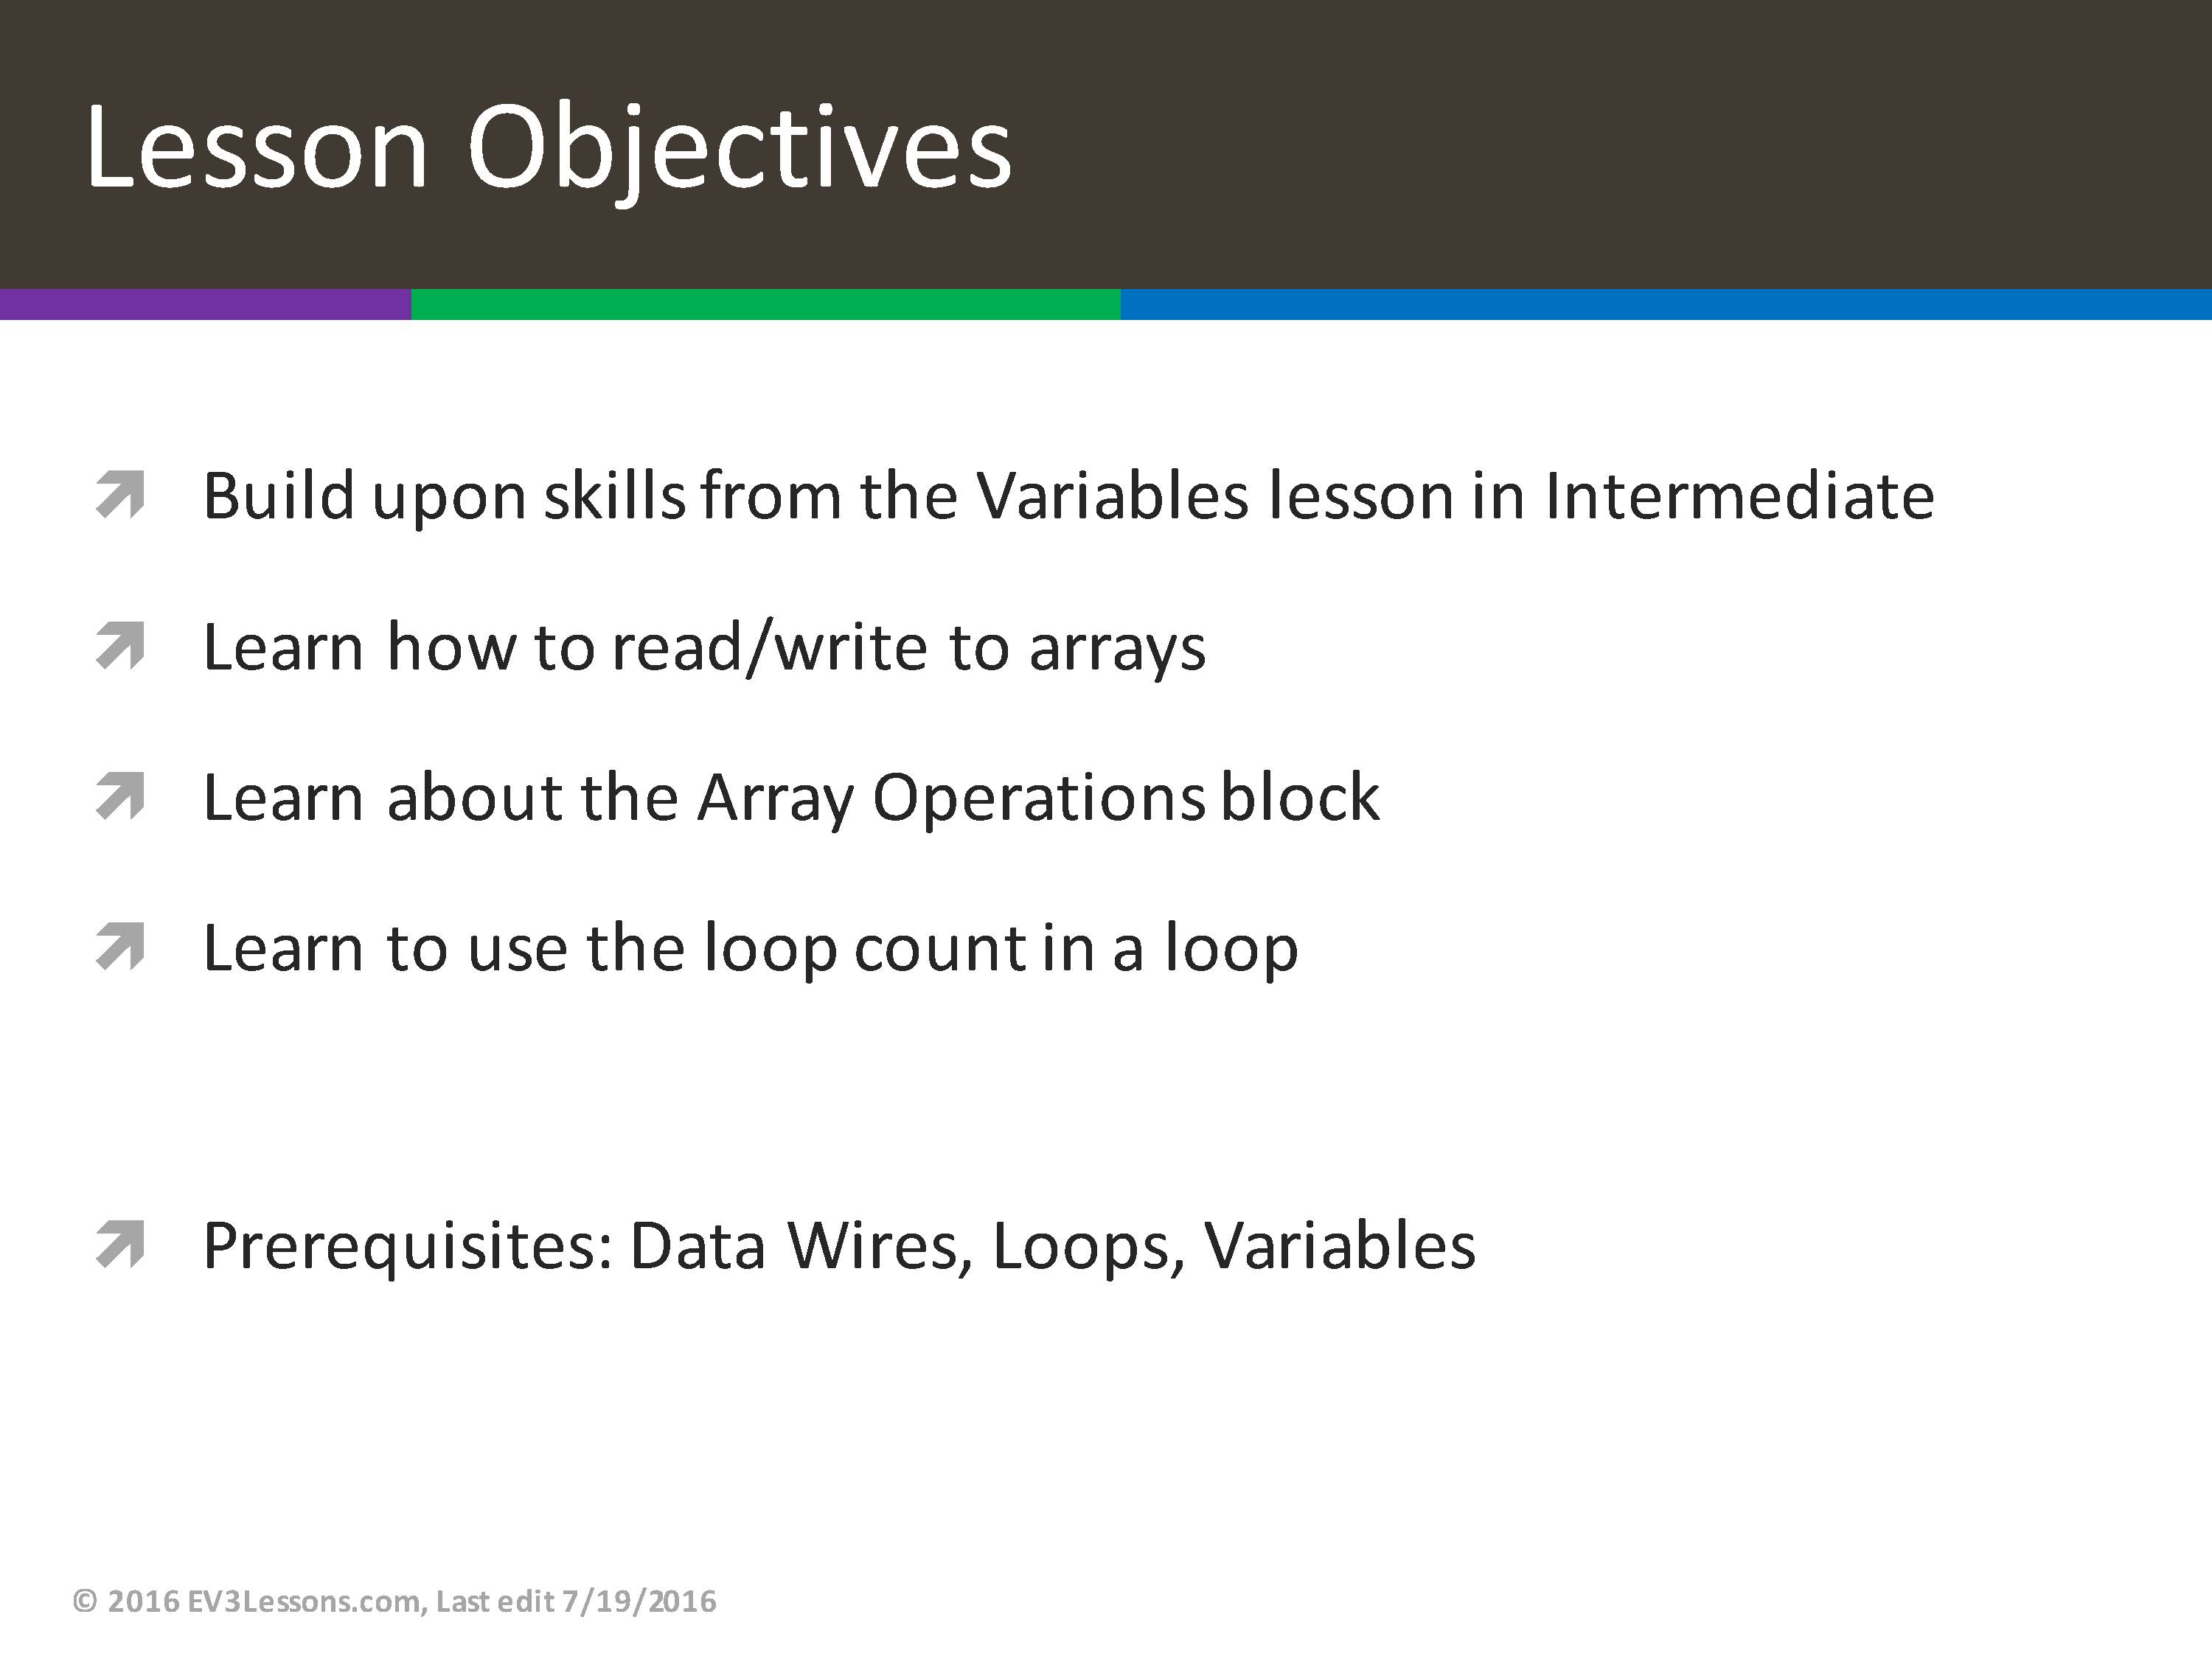 Lesson Objectives
Build upon skills from the Variables lesson in Intermediate
Learn how to read/write to arrays
Learn about the Array Operations block
Learn to use the loop count in a loop
Prerequisites: Data Wires, Loops, Variables
© 2016 EV3Lessons.com, Last edit 7/19/2016